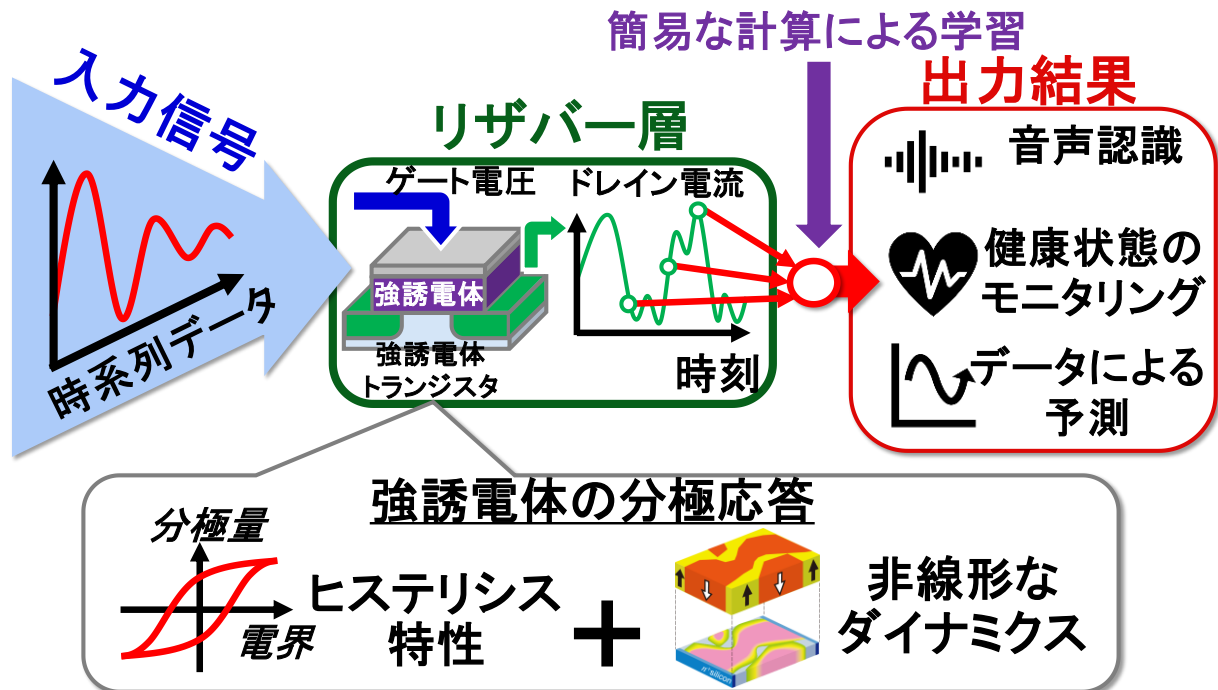 簡易な計算による学習
入力信号
時系列データ
リザバー層
ゲート電圧
ドレイン電流
強誘電体
強誘電体
トランジスタ
時刻
出力結果
音声認識
健康状態の
モニタリング
データによる
予測
強誘電体の分極応答
分極量
電界
ヒステリシス
特性
+
n⁺silicon
非線形な
ダイナミクス